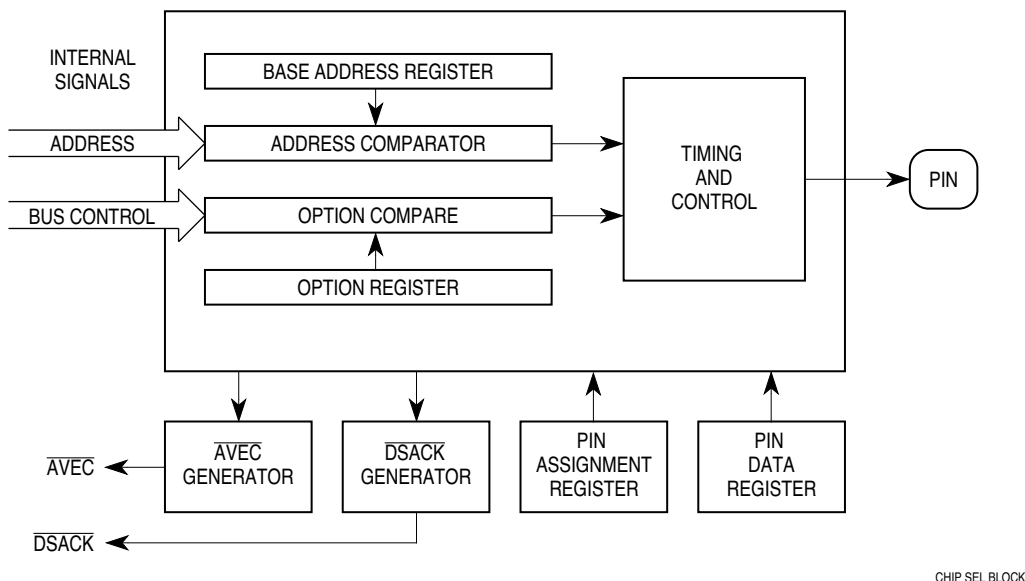 INTERNAL
SIGNALS
BASE ADDRESS REGISTER
ADDRESS
ADDRESS COMPARATOR
TIMING
AND
CONTROL
PIN
BUS CONTROL
OPTION COMPARE
OPTION REGISTER
AVEC
AVEC
GENERATOR
DSACK
GENERATOR
PIN
ASSIGNMENT
REGISTER
PIN
DATA
REGISTER
DSACK
CHIP SEL BLOCK